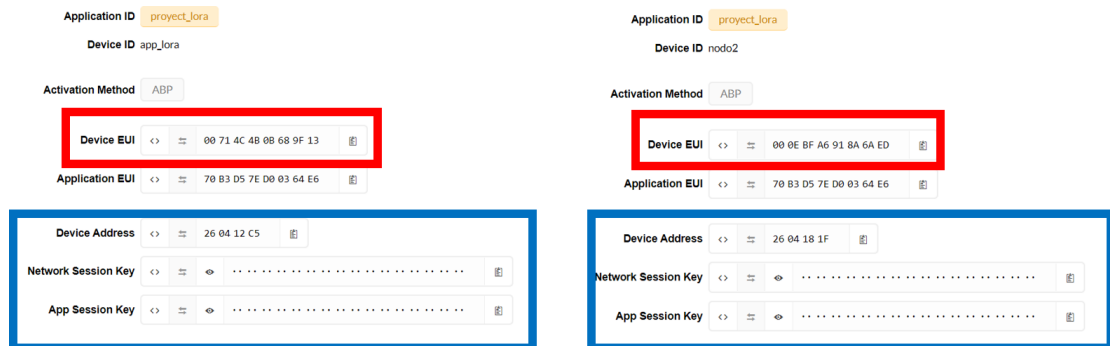 Application ID proyect_lora
Device ID app_lora
Activation Method ABP
Device EUI <> 00 71 4C 4B 0B 68 9F 13
Application EUI <> 70 B3 D5 7E D0 03 64 E6
Device Address <> 26 04 12 C5
Network Session Key <>
App Session Key <>
Application ID proyect_lora
Device ID nodo2
Activation Method ABP
Device EUI <> 00 0E BF A6 91 8A 6A ED
Application EUI <> 70 B3 D5 7E D0 03 64 E6
Device Address <> 26 04 18 1F
Network Session Key <>
App Session Key <>